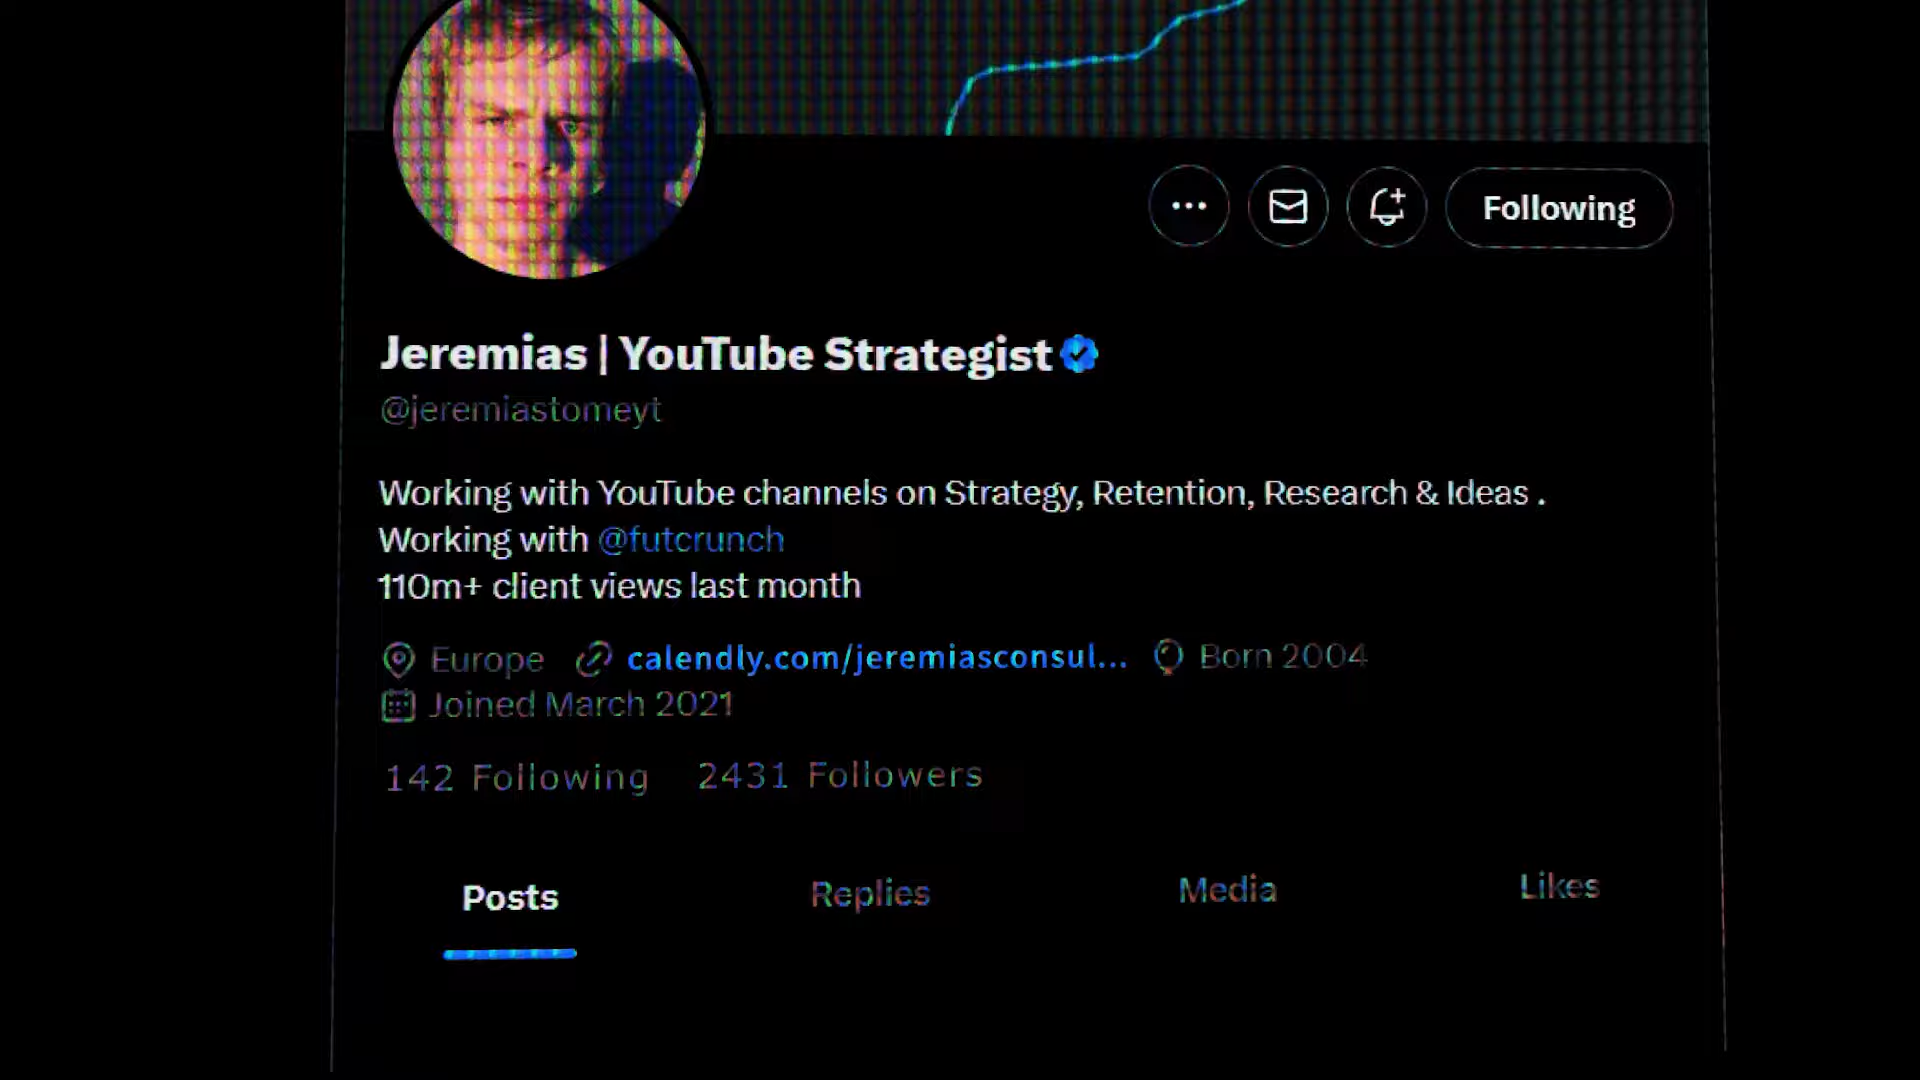 Following
Jeremias | YouTube Strategist
@jeremiastomeyt
Working with YouTube channels on Strategy, Retention, Research & Ideas .
Working with @futcrunch
110m+ client views last month
Europe calendly.com/jeremiasconsul... Born 2004
Joined March 2021
142 Following 2431 Followers
Posts Replies Media Likes